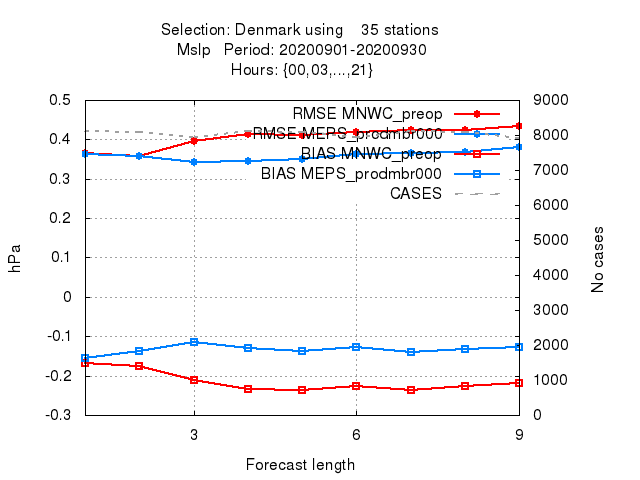 Selection: Denmark using    35 stations
Mslp   Period: 20200901-20200930
Hours: {00,03,...,21}
RMSE MNWC_preop
RMSE MEPS_prodmbr000
BIAS MNWC_preop
BIAS MEPS_prodmbr000
CASES
0.5
0.4
0.3
0.2
0.1
0
-0.1
-0.2
-0.3
hPa
9000
8000
7000
6000
5000
4000
3000
2000
1000
0
No cases
3
6
9
Forecast length